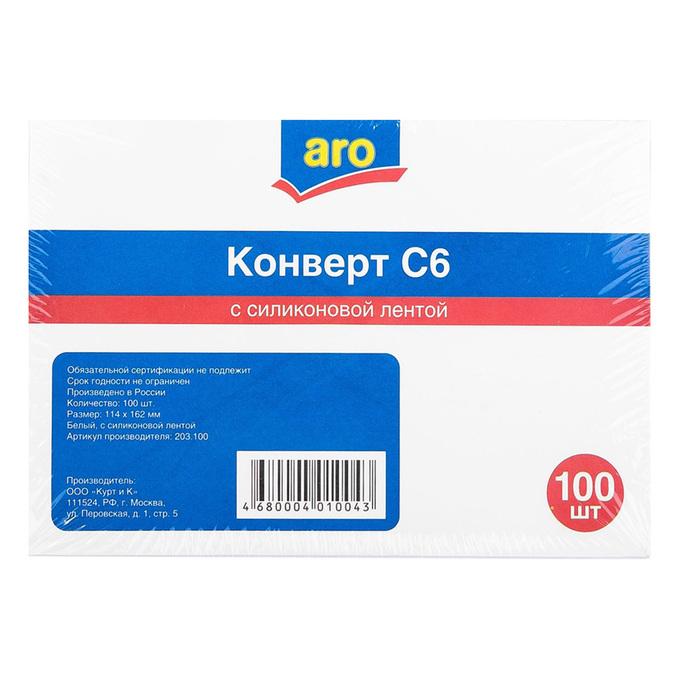 aro
Конверт С6
с силиконовой лентой
Обязательной сертификации не подлежит
Срок годности не ограничен
Произведено в России
Количество: 100 шт.
Размер: 114 х 162 мм
Белый, с силиконовой лентой
Артикул производителя: 203.100
Производитель:
ООО «Курт и К»
111524, РФ, г. Москва,
ул. Перовская, д. 1, стр. 5
4 680004 010043
100
шт